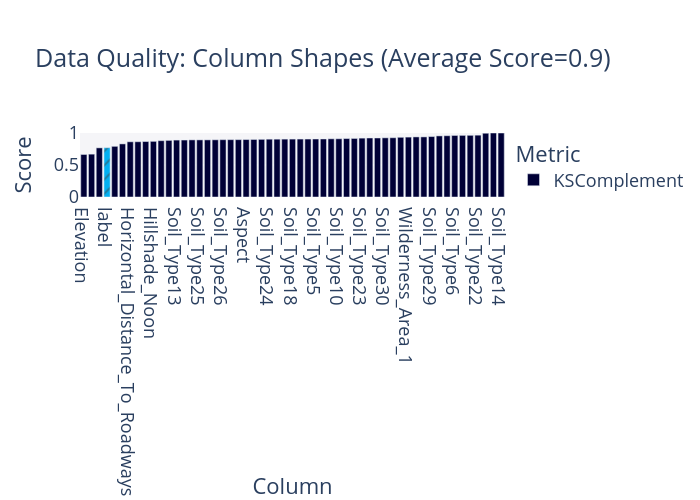 Data Quality: Column Shapes (Average Score=0.9)
Score
1
0.5
0
Metric
KSComplement
Elevation
label
Horizontal_Distance_To_Roadways
Hillshade_Noon
Soil_Type13
Soil_Type25
Soil_Type26
Aspect
Soil_Type24
Soil_Type18
Soil_Type5
Soil_Type10
Soil_Type23
Soil_Type30
Wilderness_Area_1
Soil_Type29
Soil_Type6
Soil_Type22
Soil_Type14
Column